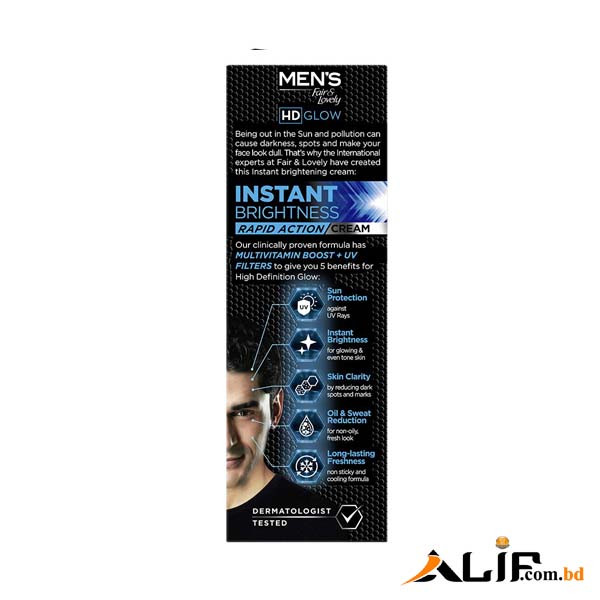 MEN'S
Fair &
Lovely
HD GLOW
Being out in the Sun and pollution can
cause darkness, spots and make your
face look dull. That's why the International
experts at Fair & Lovely have created
this Instant brightening cream:
INSTANT
BRIGHTNESS
RAPID ACTION/CREAM
Our clinically proven formula has
MULTIVITAMIN BOOST + UV
FILTERS to give you 5 benefits for
High Definition Glow:
UV
Sun
Protection
against
UV Rays
Instant
Brightness
for glowing &
even tone skin
Skin Clarity
by reducing dark
spots and marks
Oil & Sweat
Reduction
for non-oily,
fresh look
Long-lasting
Freshness
non sticky and
cooling formula
DERMATOLOGIST
TESTED
ALIF.com.bd